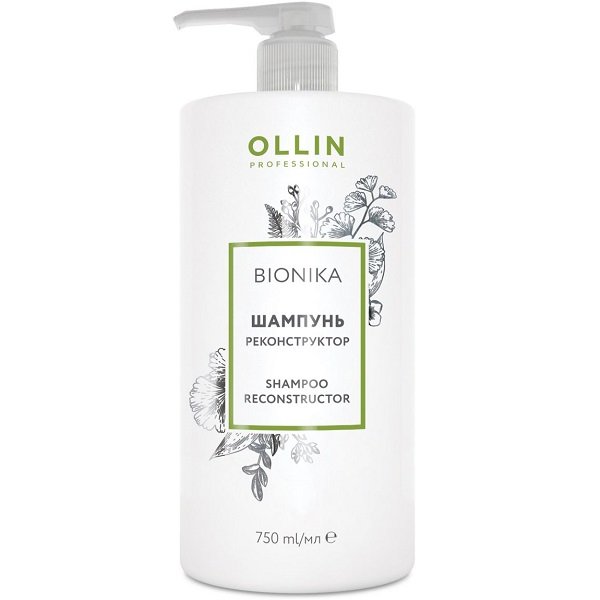 OLLIN
PROFESSIONAL
BIONIKA
ШАМПУНЬ
РЕКОНСТРУКТОР
SHAMPOO
RECONSTRUCTOR
750 ml/мл ℮